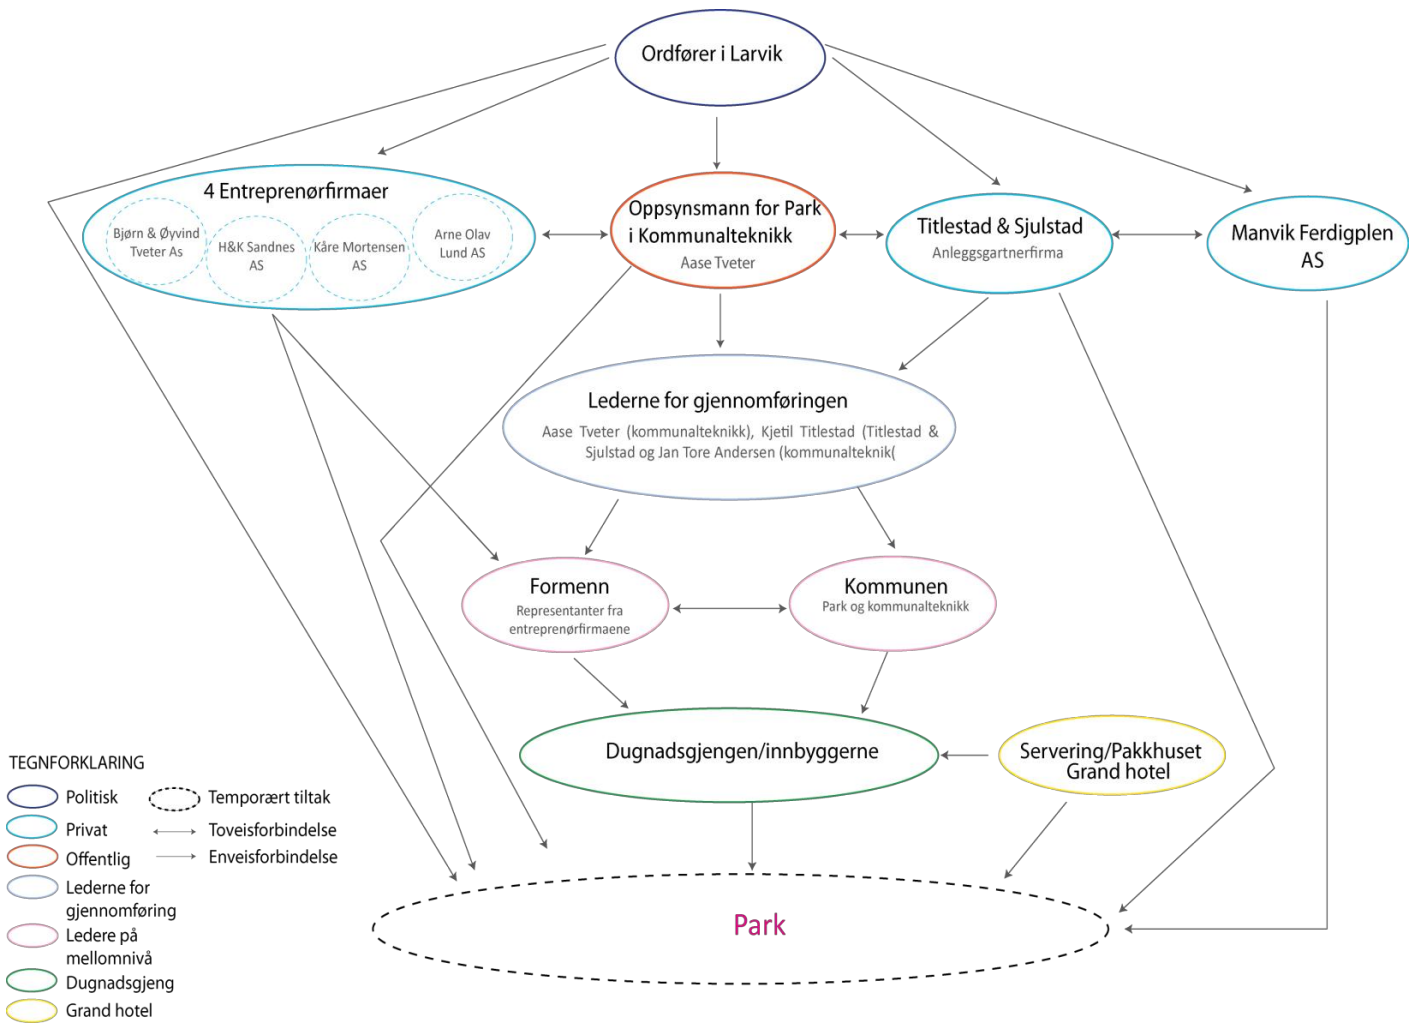 Ordfører i Larvik
4 Entreprenørfirmaer
Bjørn & Øyvind
Tveter As
H&K Sandnes
AS
Kåre Mortensen
AS
Arne Olav
Lund AS
Oppsynsmann for Park
i Kommunalteknikk
Aase Tveter
Titlestad & Sjulstad
Anleggsgartnerfirma
Manvik Ferdigplen
AS
Lederne for gjennomføringen
Aase Tveter (kommunalteknikk), Kjetil Titlestad (Titlestad &
Sjulstad og Jan Tore Andersen (kommunalteknik(
Formenn
Representanter fra
entreprenørfirmaene
Kommunen
Park og kommunalteknikk
Dugnadsgjengen/innbyggerne
Servering/Pakkhuset
Grand hotel
Park
TEGNFORKLARING
Politisk
Privat
Offentlig
Lederne for
gjennomføring
Ledere på
mellomnivå
Dugnadsgjeng
Grand hotel
Temporært tiltak
Toveisforbindelse
Enveisforbindelse